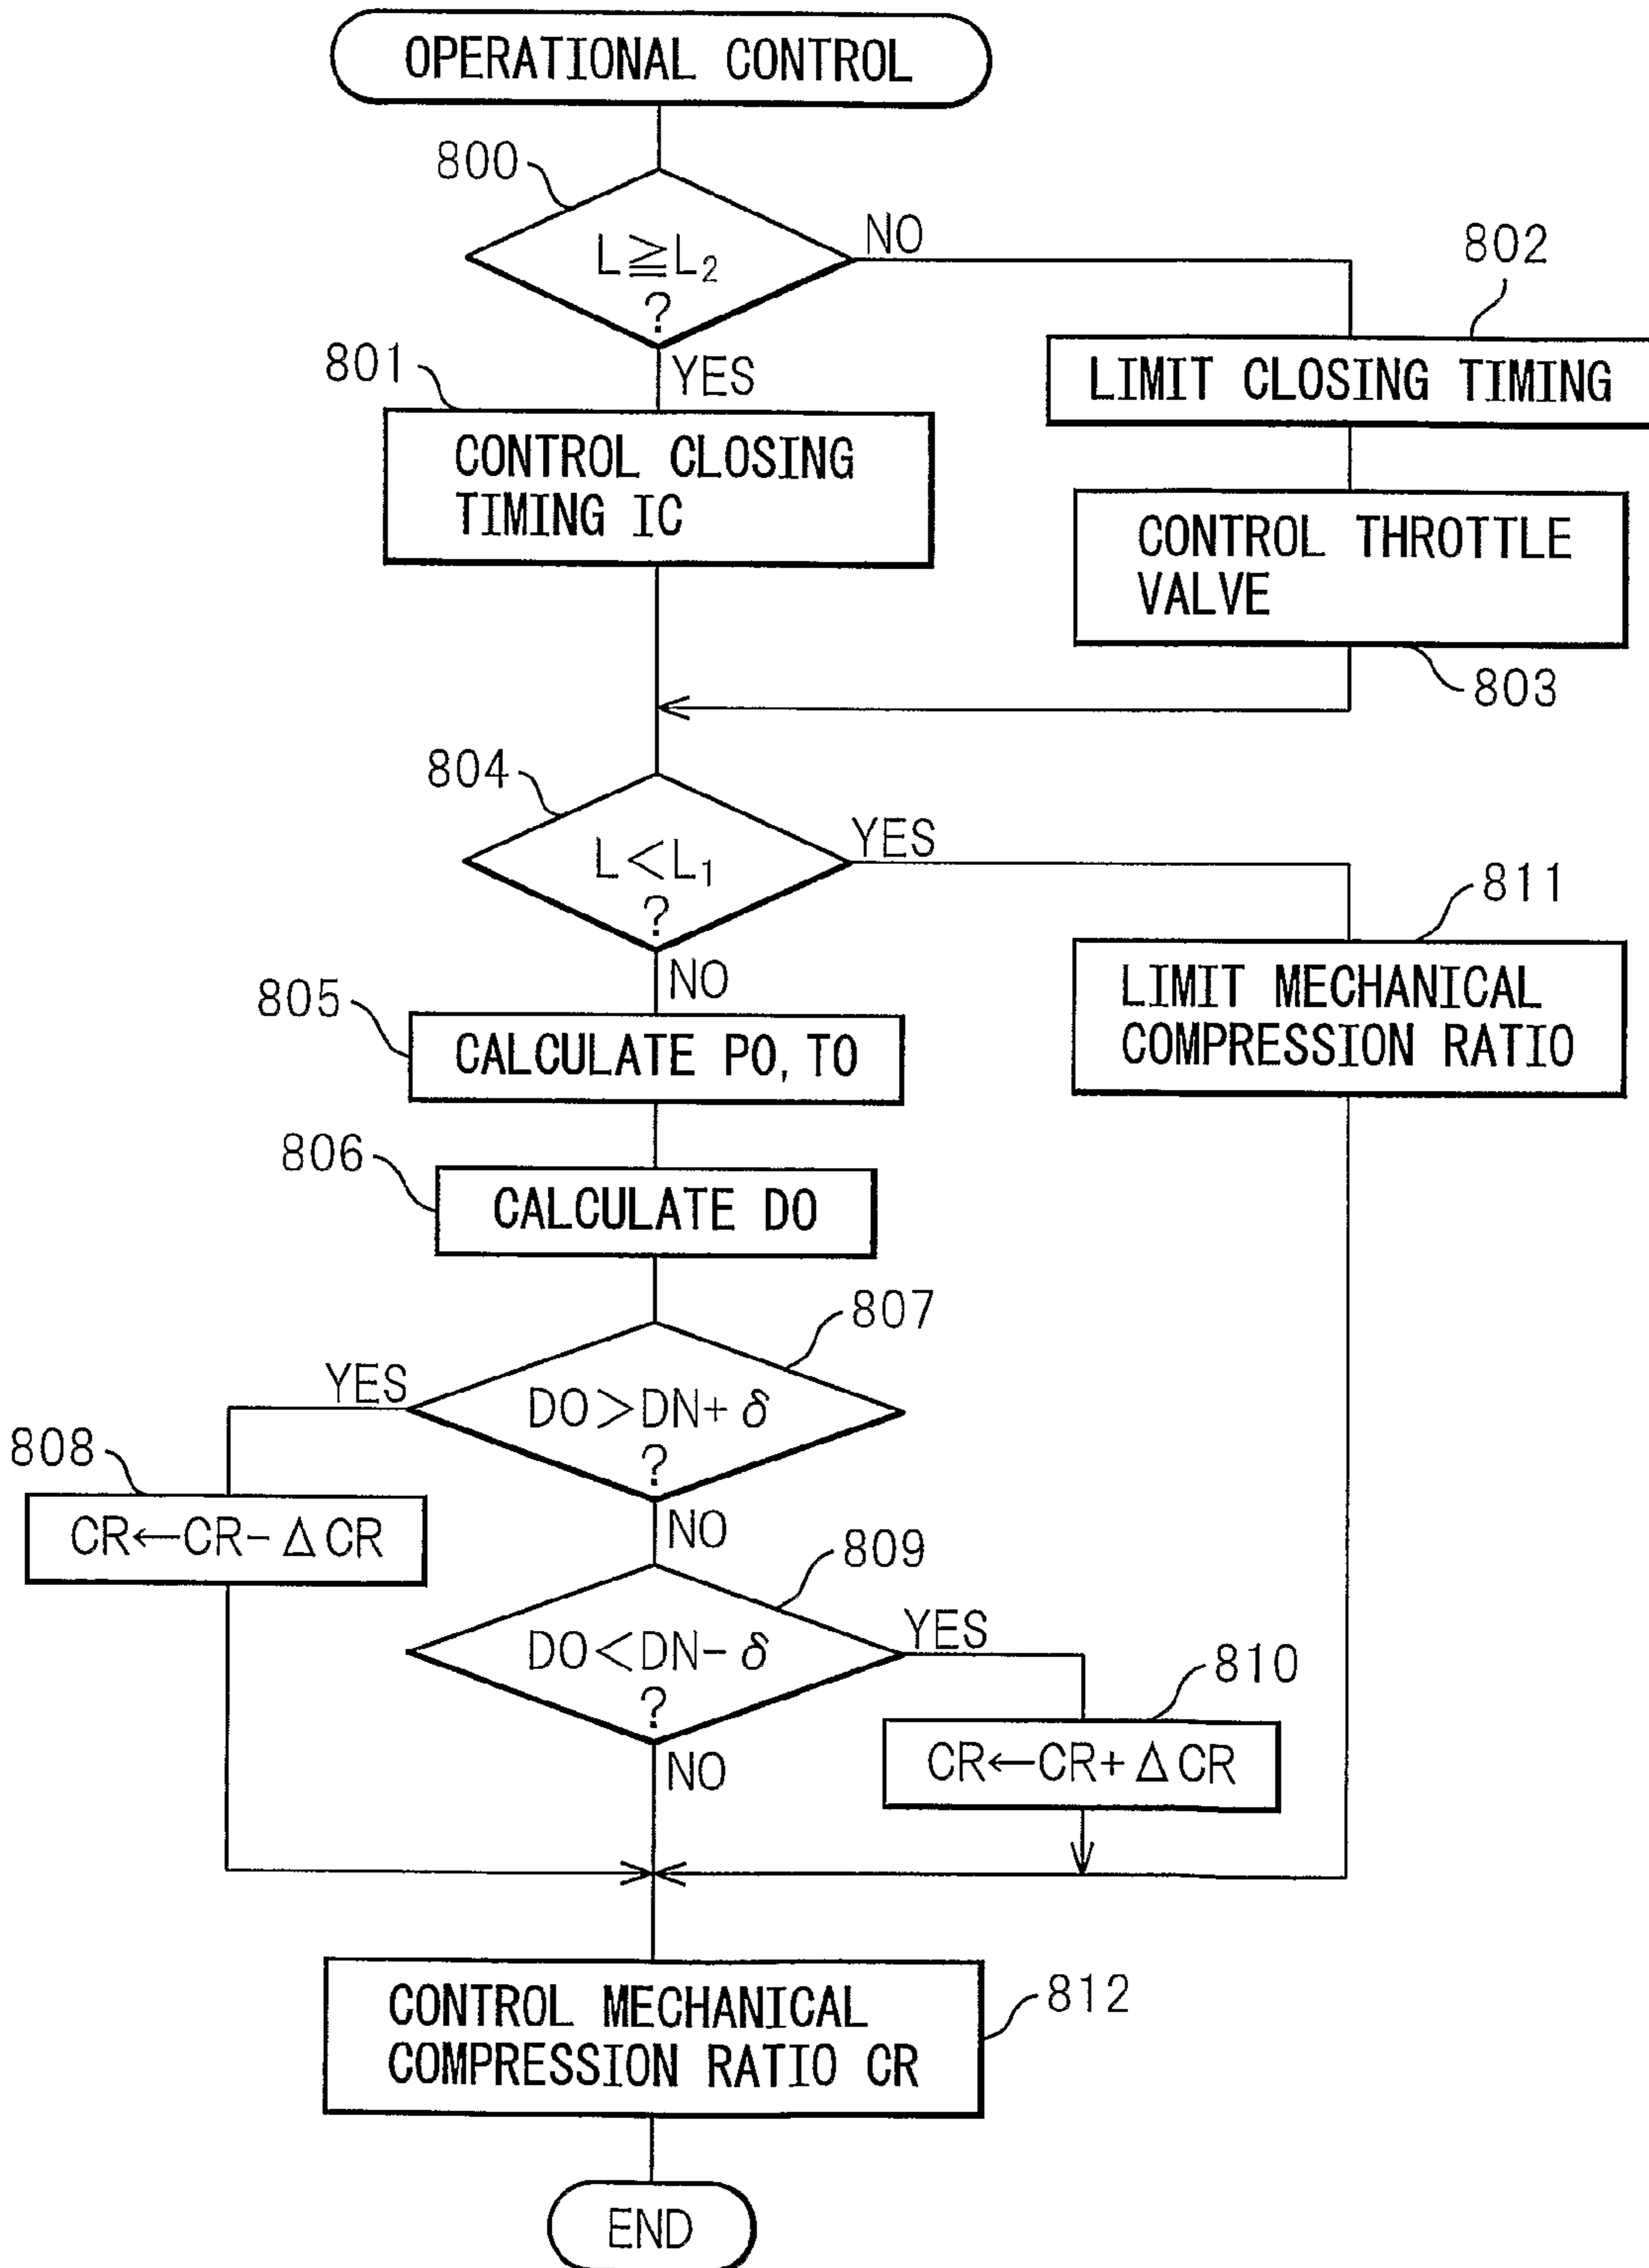 OPERATIONAL CONTROL
800
L≧L₂
?
NO
YES
802
LIMIT CLOSING TIMING
801
CONTROL CLOSING
TIMING IC
CONTROL THROTTLE
VALVE
803
804
L<L₁
?
YES
NO
811
LIMIT MECHANICAL
COMPRESSION RATIO
805
CALCULATE PO, TO
806
CALCULATE DO
807
DO>DN+δ
?
YES
NO
808
CR←CR-ΔCR
809
DO<DN-δ
?
YES
NO
810
CR←CR+ΔCR
CONTROL MECHANICAL
COMPRESSION RATIO CR
812
END